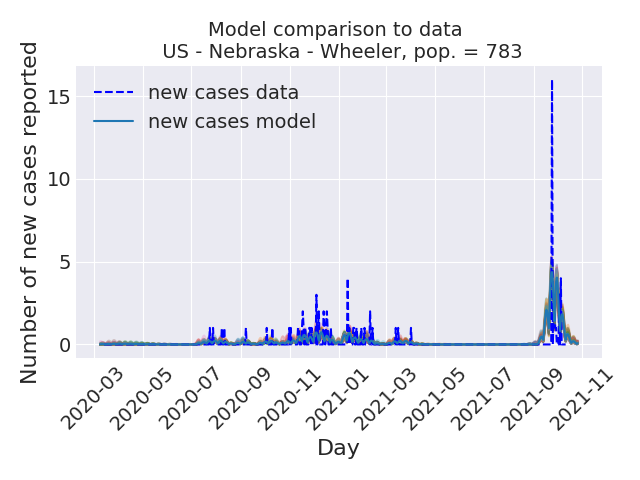 Model comparison to data
US - Nebraska - Wheeler, pop. = 783
Number of new cases reported
15
10
5
0
new cases data
new cases model
2020-03
2020-05
2020-07
2020-09
2020-11
2021-01
2021-03
2021-05
2021-07
2021-09
2021-11
Day